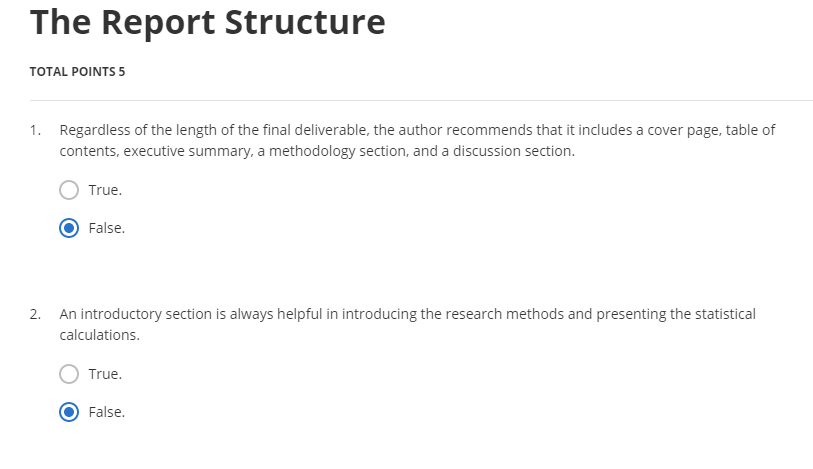 The Report Structure
TOTAL POINTS 5
1. Regardless of the length of the final deliverable, the author recommends that it includes a cover page, table of
contents, executive summary, a methodology section, and a discussion section.
True.
False.
2. An introductory section is always helpful in introducing the research methods and presenting the statistical
calculations.
True.
False.